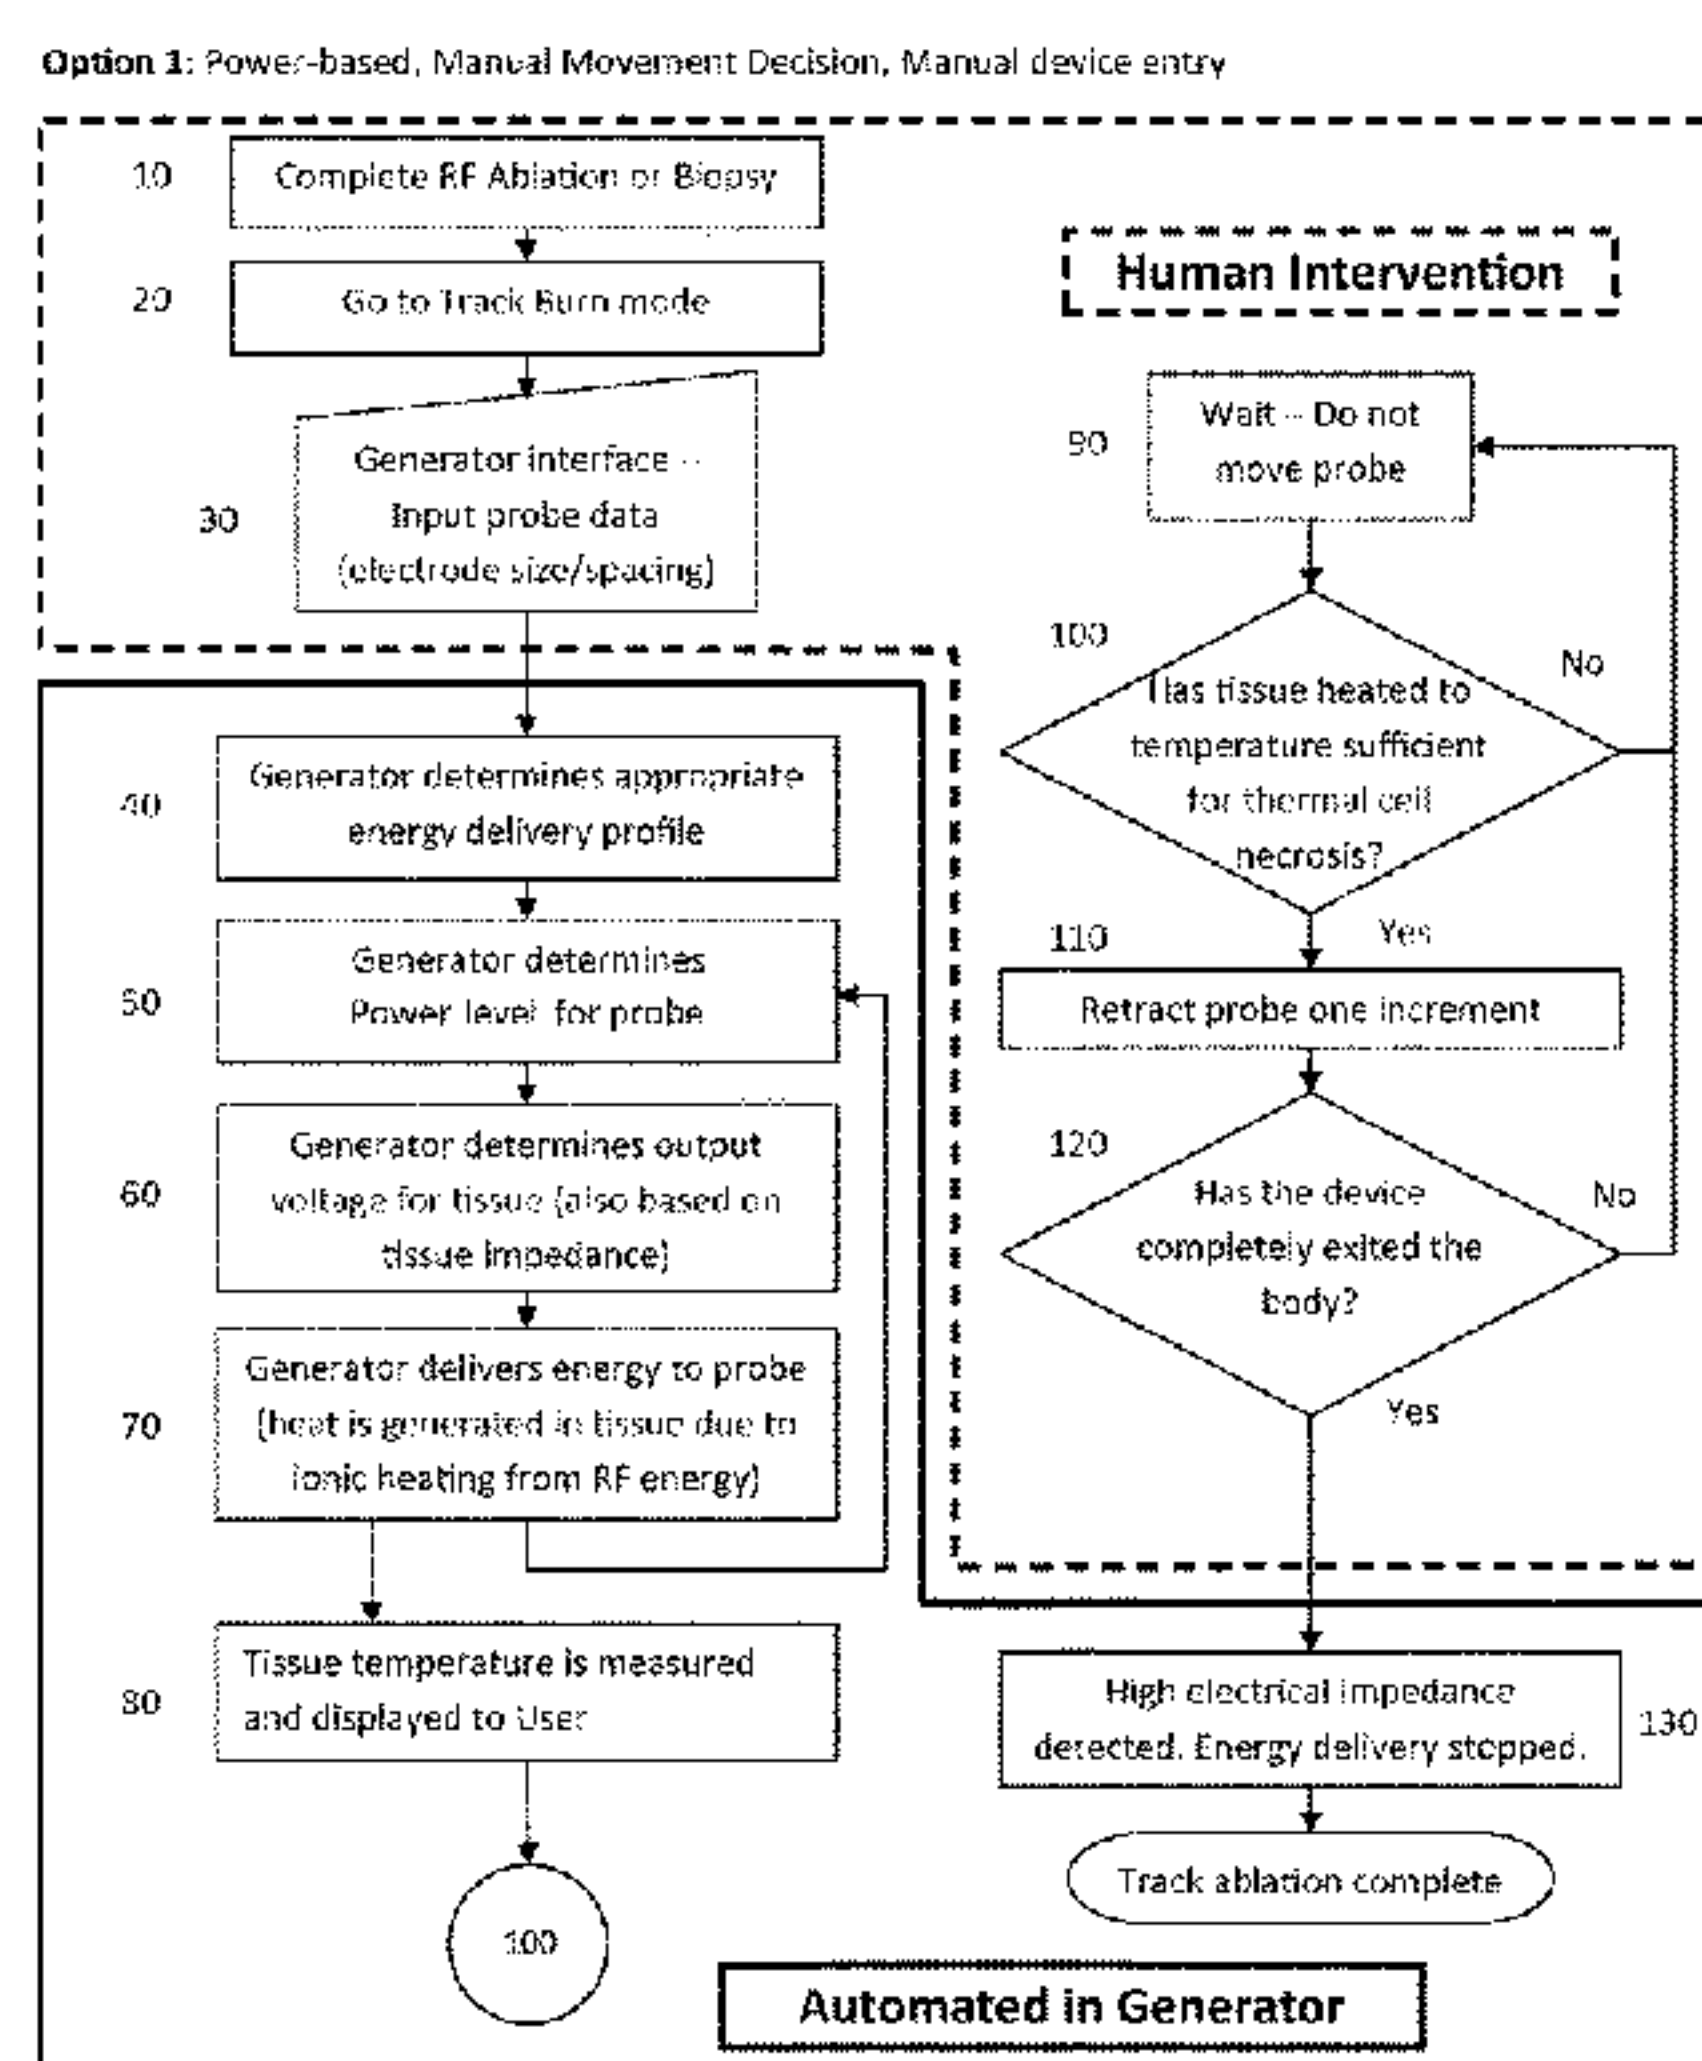 Option 1: Power-based, Manual Movement Decision, Manual device entry
10
Complete RF Ablation or Biopsy
20
Go to Track Burn mode
30
Generator interface --
Input probe data
(electrode size/spacing)
40
Generator determines appropriate
energy delivery profile
50
Generator determines
Power level for probe
60
Generator determines output
voltage for tissue (also based on
tissue impedance)
70
Generator delivers energy to probe
(heat is generated in tissue due to
ionic heating from RF energy)
80
Tissue temperature is measured
and displayed to User
100
Human Intervention
90
Wait -- Do not
move probe
100
Has tissue heated to
temperature sufficient
for thermal cell
necrosis?
No
Yes
110
Retract probe one increment
120
Has the device
completely exited the
body?
No
Yes
High electrical impedance
detected. Energy delivery stopped.
130
Track ablation complete
Automated in Generator